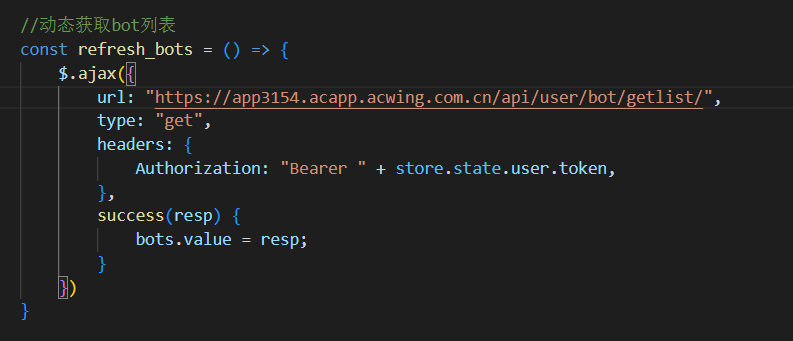 //动态获取bot列表
const refresh_bots = () => {
    $.ajax({
        url: "https://app3154.acapp.acwing.com.cn/api/user/bot/getlist/",
        type: "get",
        headers: {
            Authorization: "Bearer " + store.state.user.token,
        },
        success(resp) {
            bots.value = resp;
        }
    })
}